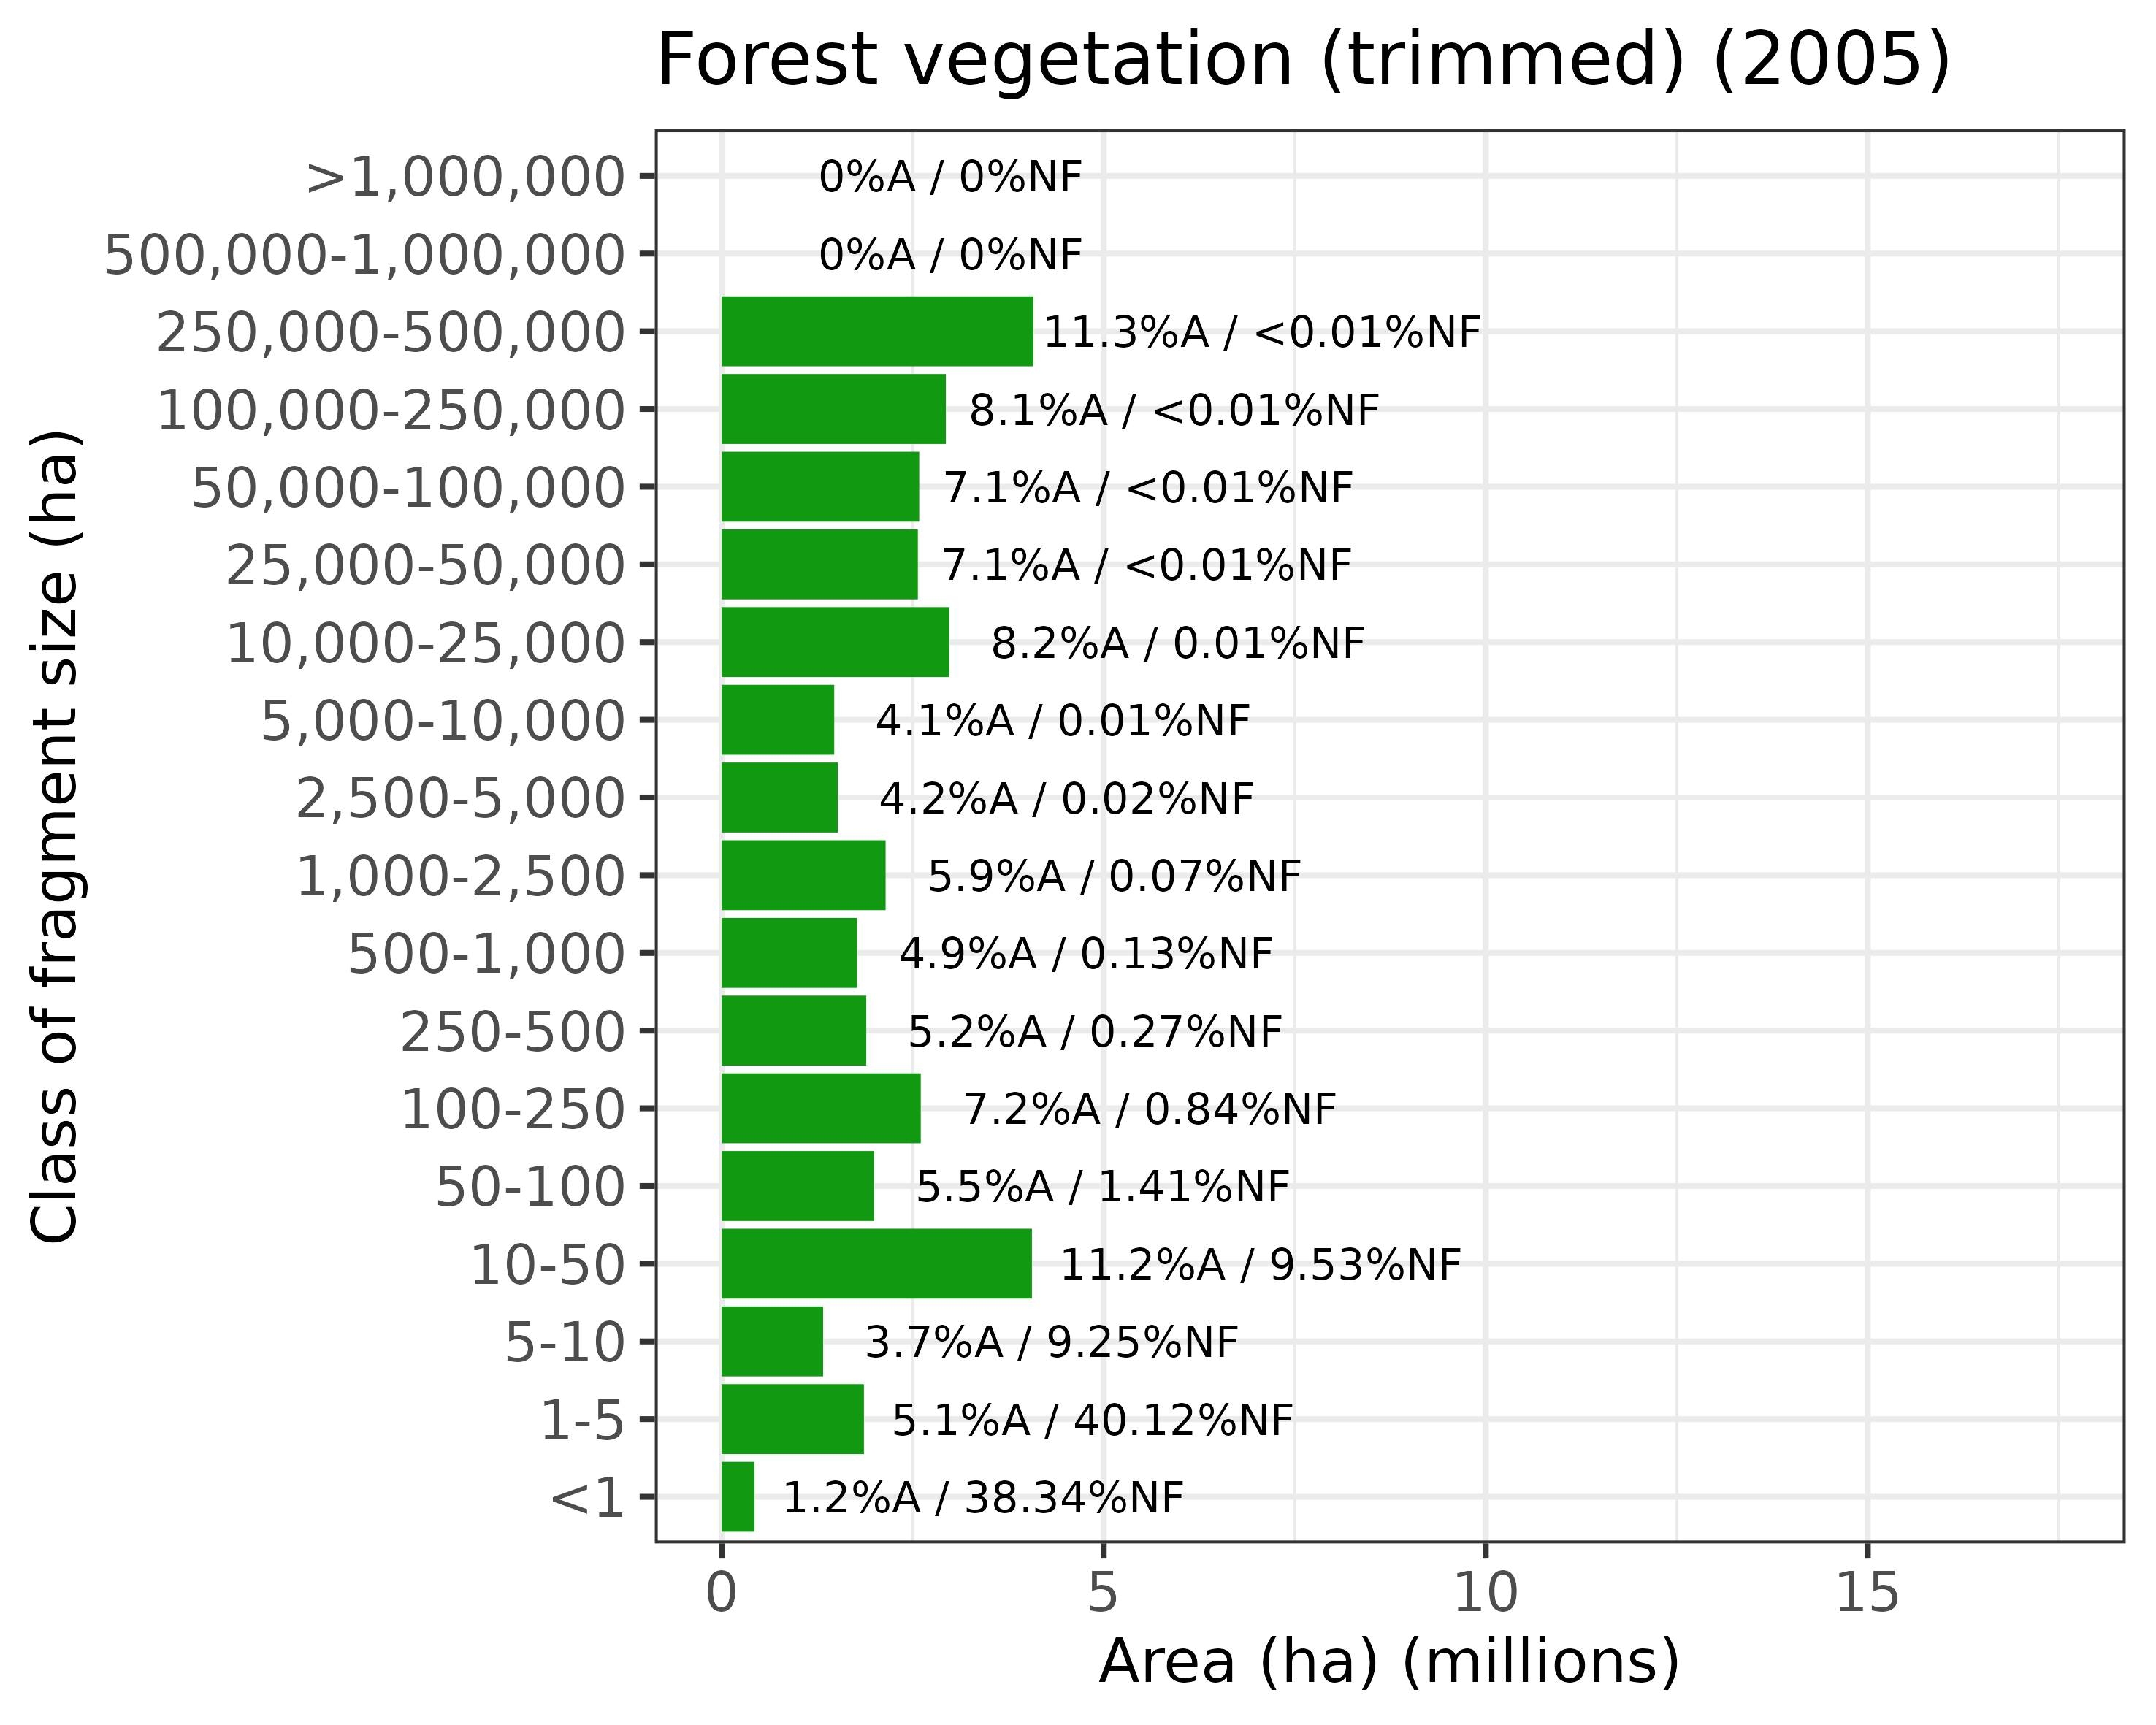 Forest vegetation (trimmed) (2005)
Class of fragment size (ha)
>1,000,000 0%A / 0%NF
500,000-1,000,000 0%A / 0%NF
250,000-500,000 11.3%A / <0.01%NF
100,000-250,000 8.1%A / <0.01%NF
50,000-100,000 7.1%A / <0.01%NF
25,000-50,000 7.1%A / <0.01%NF
10,000-25,000 8.2%A / 0.01%NF
5,000-10,000 4.1%A / 0.01%NF
2,500-5,000 4.2%A / 0.02%NF
1,000-2,500 5.9%A / 0.07%NF
500-1,000 4.9%A / 0.13%NF
250-500 5.2%A / 0.27%NF
100-250 7.2%A / 0.84%NF
50-100 5.5%A / 1.41%NF
10-50 11.2%A / 9.53%NF
5-10 3.7%A / 9.25%NF
1-5 5.1%A / 40.12%NF
<1 1.2%A / 38.34%NF
0 5 10 15
Area (ha) (millions)